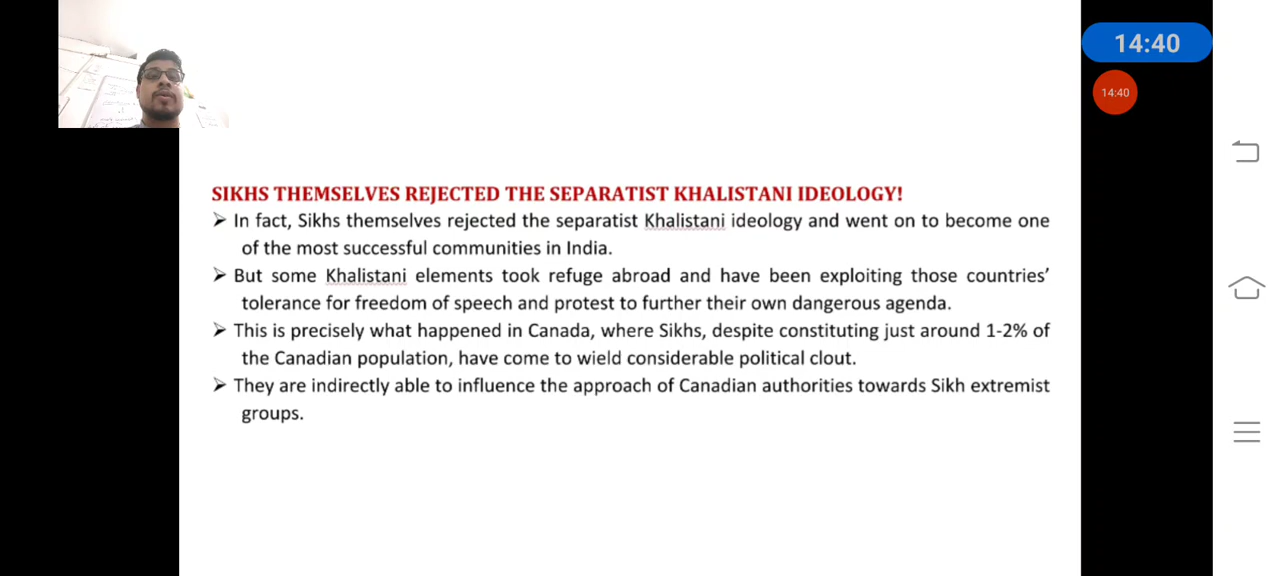 14:40
14:40
SIKHS THEMSELVES REJECTED THE SEPARATIST KHALISTANI IDEOLOGY!
➢ In fact, Sikhs themselves rejected the separatist Khalistani ideology and went on to become one
of the most successful communities in India.
➢ But some Khalistani elements took refuge abroad and have been exploiting those countries’
tolerance for freedom of speech and protest to further their own dangerous agenda.
➢ This is precisely what happened in Canada, where Sikhs, despite constituting just around 1-2% of
the Canadian population, have come to wield considerable political clout.
➢ They are indirectly able to influence the approach of Canadian authorities towards Sikh extremist
groups.